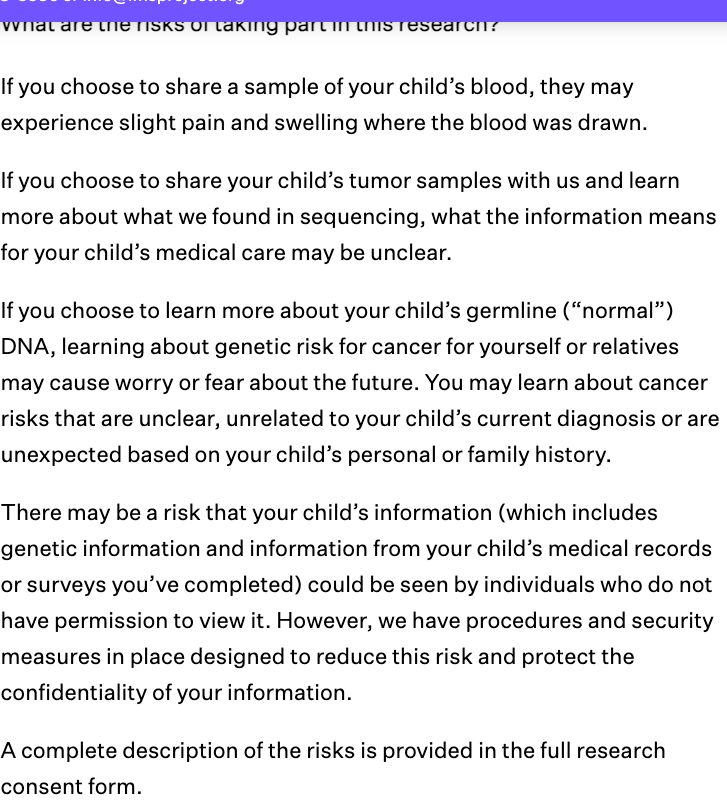 What are the risks of taking part in this research?
If you choose to share a sample of your child’s blood, they may
experience slight pain and swelling where the blood was drawn.
If you choose to share your child’s tumor samples with us and learn
more about what we found in sequencing, what the information means
for your child’s medical care may be unclear.
If you choose to learn more about your child’s germline (“normal”)
DNA, learning about genetic risk for cancer for yourself or relatives
may cause worry or fear about the future. You may learn about cancer
risks that are unclear, unrelated to your child’s current diagnosis or are
unexpected based on your child’s personal or family history.
There may be a risk that your child’s information (which includes
genetic information and information from your child’s medical records
or surveys you’ve completed) could be seen by individuals who do not
have permission to view it. However, we have procedures and security
measures in place designed to reduce this risk and protect the
confidentiality of your information.
A complete description of the risks is provided in the full research
consent form.